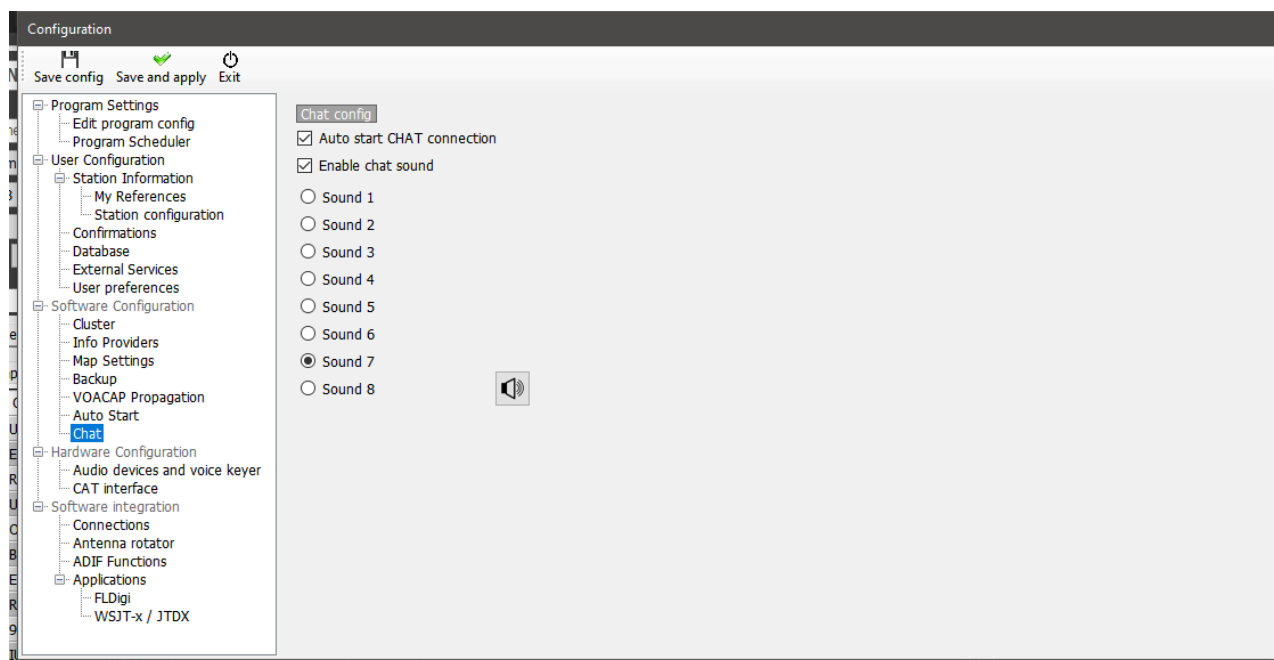 Configuration
Save config Save and apply Exit
Program Settings
Edit program config
Program Scheduler
User Configuration
Station Information
My References
Station configuration
Confirmations
Database
External Services
User preferences
Software Configuration
Cluster
Info Providers
Map Settings
Backup
VOACAP Propagation
Auto Start
Chat
Hardware Configuration
Audio devices and voice keyer
CAT interface
Software integration
Connections
Antenna rotator
ADIF Functions
Applications
FLDigi
WSJT-x / JTDX
Chat config
Auto start CHAT connection
Enable chat sound
Sound 1
Sound 2
Sound 3
Sound 4
Sound 5
Sound 6
Sound 7
Sound 8